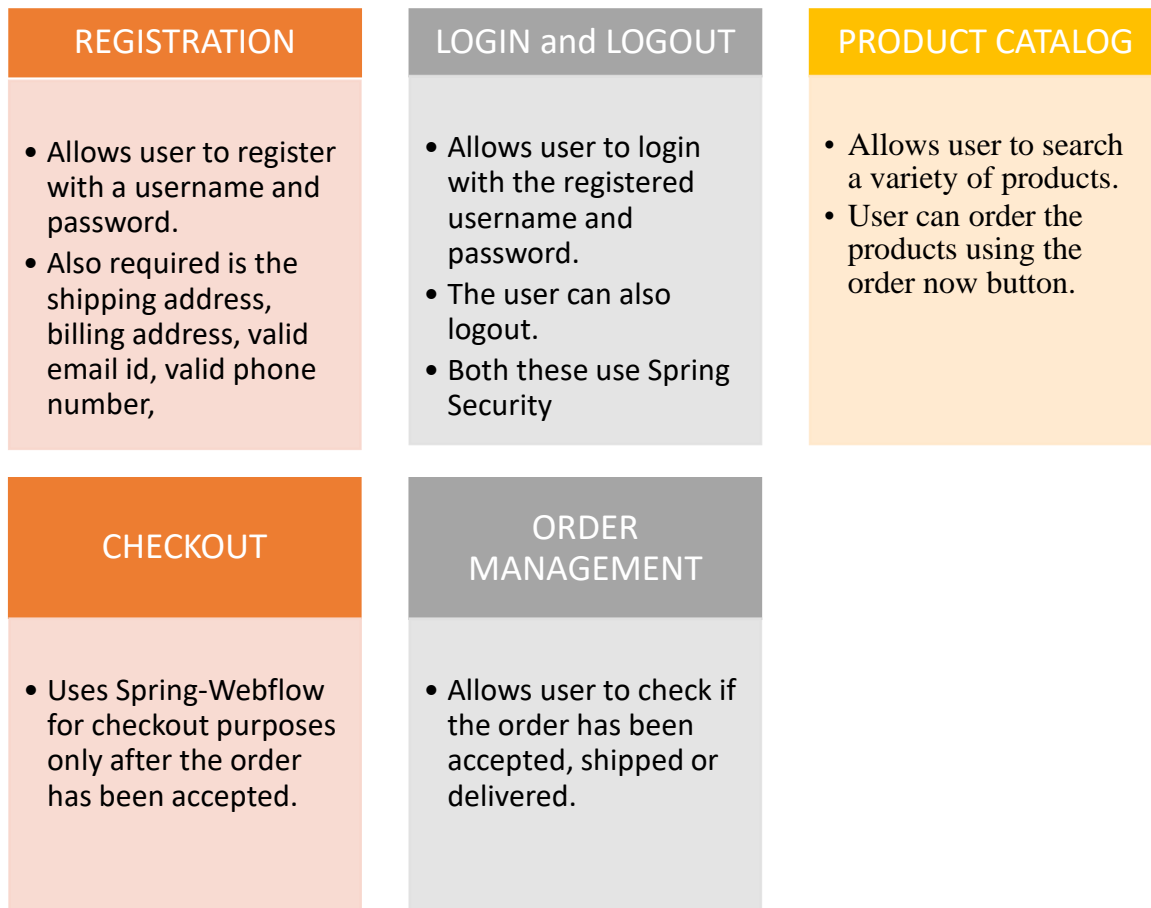 REGISTRATION
• Allows user to register
with a username and
password.
• Also required is the
shipping address,
billing address, valid
email id, valid phone
number,
LOGIN and LOGOUT
• Allows user to login
with the registered
username and
password.
• The user can also
logout.
• Both these use Spring
Security
PRODUCT CATALOG
• Allows user to search
a variety of products.
• User can order the
products using the
order now button.
CHECKOUT
• Uses Spring-Webflow
for checkout purposes
only after the order
has been accepted.
ORDER
MANAGEMENT
• Allows user to check if
the order has been
accepted, shipped or
delivered.